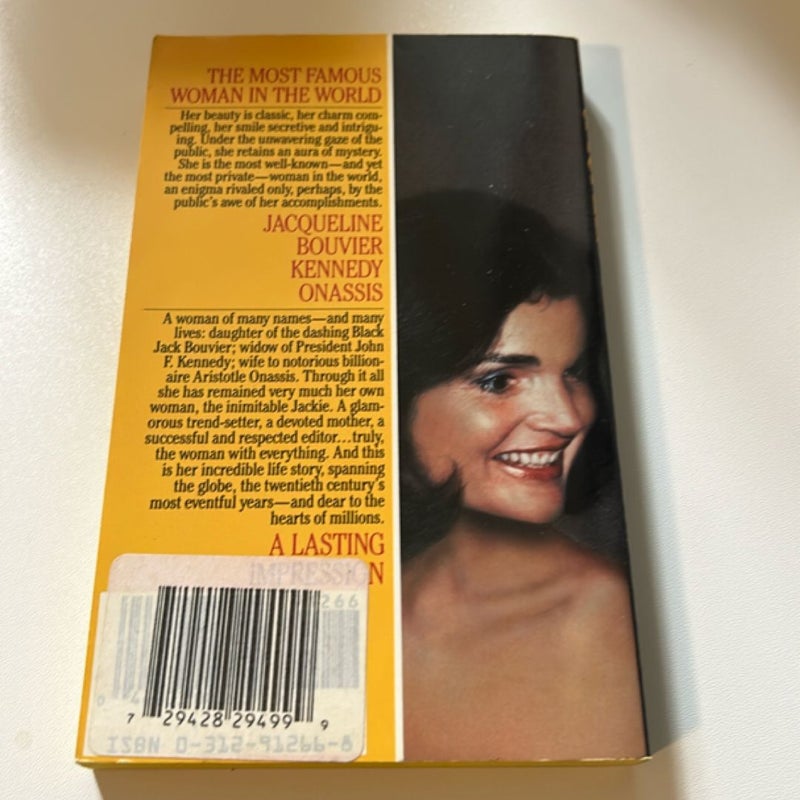 THE MOST FAMOUS
WOMAN IN THE WORLD
Her beauty is classic, her charm com-
pelling, her smile secretive and intrigu-
ing. Under the unwavering gaze of the
public, she retains an aura of mystery.
She is the most well-known—and yet
the most private—woman in the world,
an enigma rivaled only, perhaps, by the
public's awe of her accomplishments.
JACQUELINE
BOUVIER
KENNEDY
ONASSIS
A woman of many names—and many
lives: daughter of the dashing Black
Jack Bouvier; widow of President John
F. Kennedy; wife to notorious billion-
aire Aristotle Onassis. Through it all
she has remained very much her own
woman, the inimitable Jackie. A glam-
orous trend-setter, a devoted mother, a
successful and respected editor...truly,
the woman with everything. And this
is her incredible life story, spanning
the globe, the twentieth century's
most eventful years—and dear to the
hearts of millions.
A LASTING
IMPRESSION
266
0 4
7 29428 29499 9
ISBN 0-312-91266-8